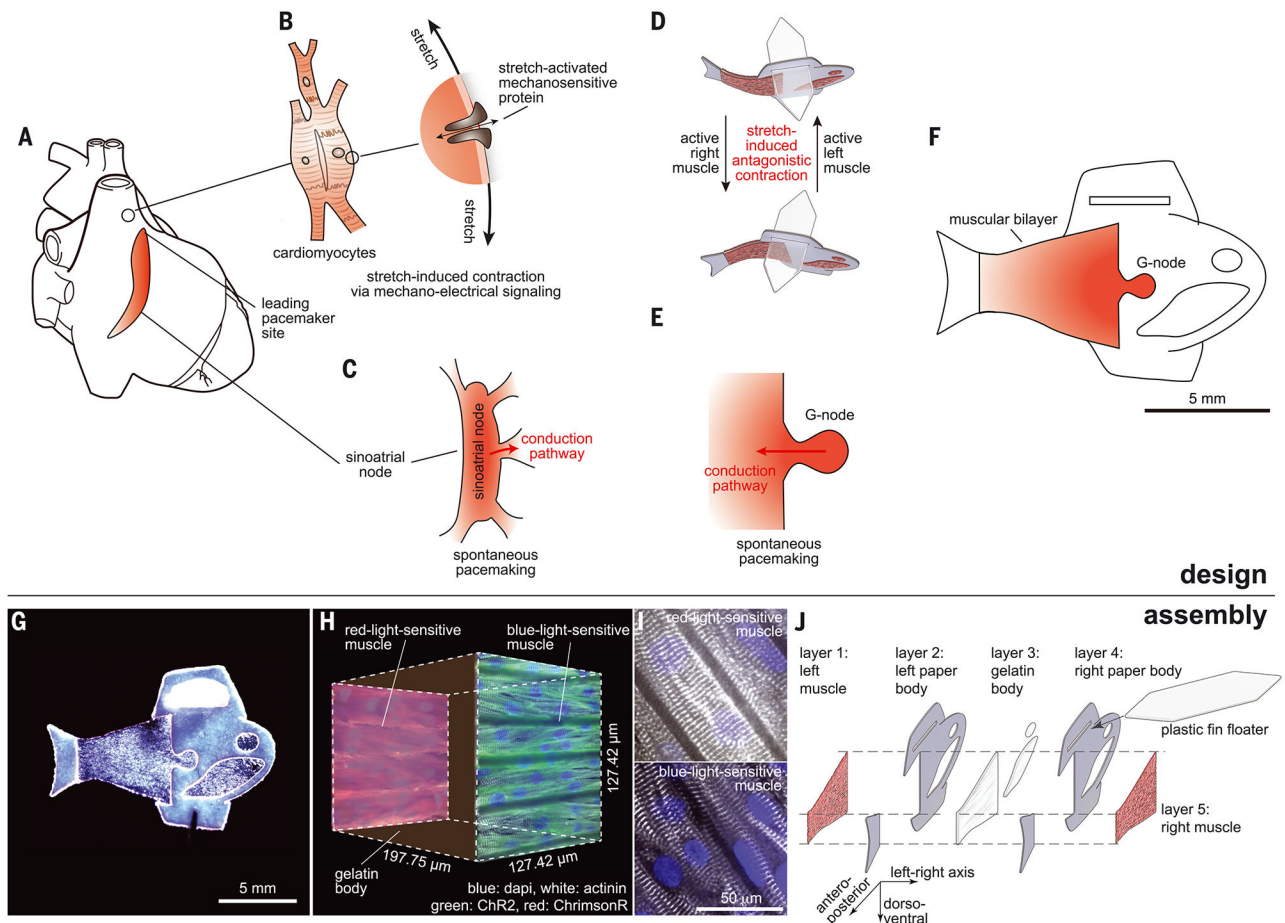 A
B
stretch
stretch-activated
mechanosensitive
protein
stretch
cardiomyocytes
stretch-induced contraction
via mechano-electrical signaling
leading
pacemaker
site
C
sinoatrial node
conduction
pathway
sinoatrial
node
spontaneous
pacemaking
D
active
right
muscle
stretch-
induced
antagonistic
contraction
active
left
muscle
E
G-node
conduction
pathway
spontaneous
pacemaking
F
muscular bilayer
G-node
5 mm
design
assembly
G
5 mm
H
red-light-sensitive
muscle
blue-light-sensitive
muscle
127.42 µm
197.75 µm
127.42 µm
gelatin
body
blue: dapi, white: actinin
green: ChR2, red: ChrimsonR
I
red-light-sensitive
muscle
blue-light-sensitive
muscle
50 µm
J
layer 1:
left
muscle
layer 2:
left paper
body
layer 3:
gelatin
body
layer 4:
right paper body
plastic fin floater
layer 5:
right muscle
left-right axis
antero-
posterior
dorso-
ventral